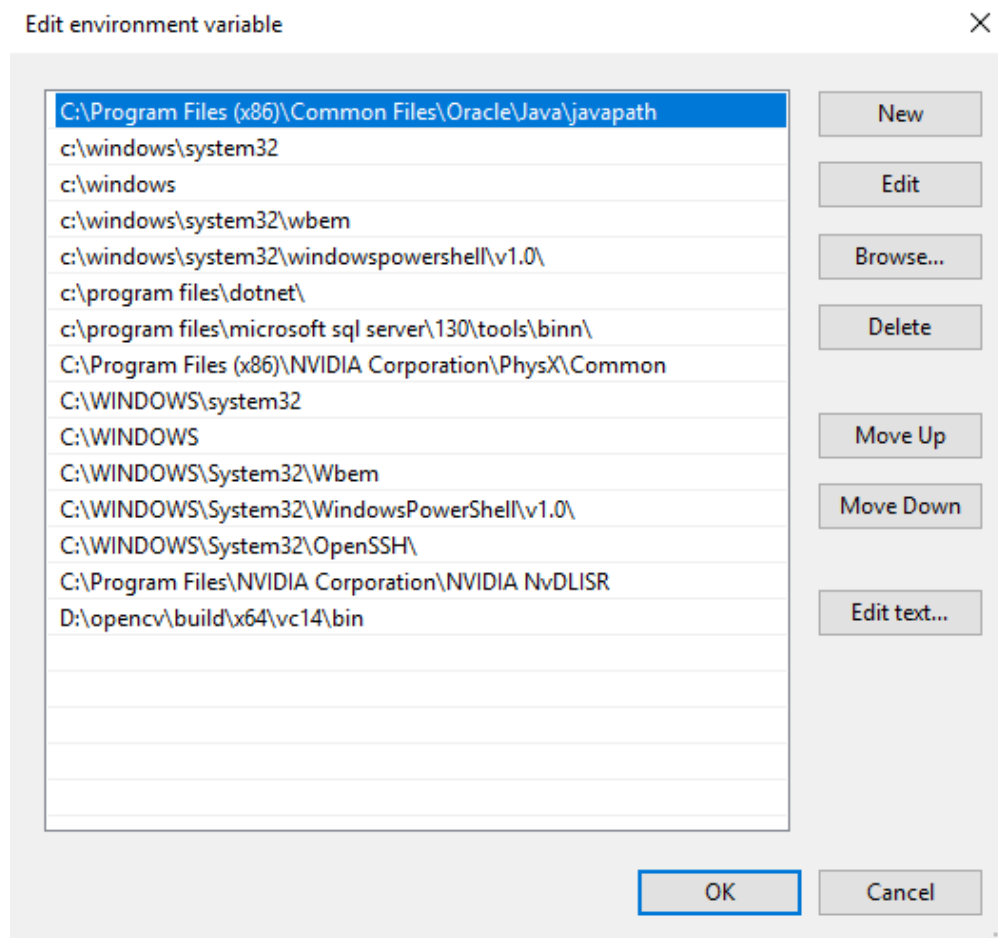 Edit environment variable
C:\Program Files (x86)\Common Files\Oracle\Java\javapath
c:\windows\system32
c:\windows
c:\windows\system32\wbem
c:\windows\system32\windowspowershell\v1.0\
c:\program files\dotnet\
c:\program files\microsoft sql server\130\tools\binn\
C:\Program Files (x86)\NVIDIA Corporation\PhysX\Common
C:\WINDOWS\system32
C:\WINDOWS
C:\WINDOWS\System32\Wbem
C:\WINDOWS\System32\WindowsPowerShell\v1.0\
C:\WINDOWS\System32\OpenSSH\
C:\Program Files\NVIDIA Corporation\NVIDIA NvDLISR
D:\opencv\build\x64\vc14\bin
New
Edit
Browse...
Delete
Move Up
Move Down
Edit text...
OK
Cancel